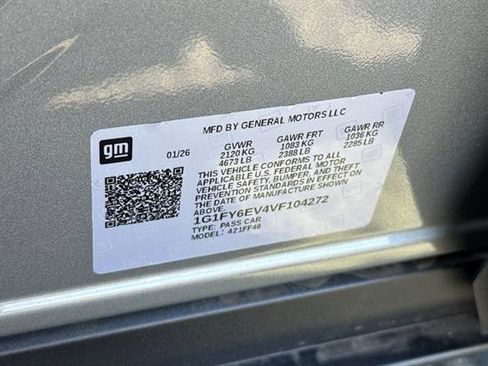 gm
MFD BY GENERAL MOTORS LLC
01/26 GVWR GAWR FRT GAWR RR
2120 KG 1083 KG 1036 KG
4673 LB 2388 LB 2285 LB
THIS VEHICLE CONFORMS TO ALL
APPLICABLE U.S. FEDERAL MOTOR
VEHICLE SAFETY, BUMPER, AND THEFT
PREVENTION STANDARDS IN EFFECT ON
THE DATE OF MANUFACTURE SHOWN
ABOVE.
1G1FY6EV4VF104272
TYPE: PASS CAR
MODEL: 421FF48